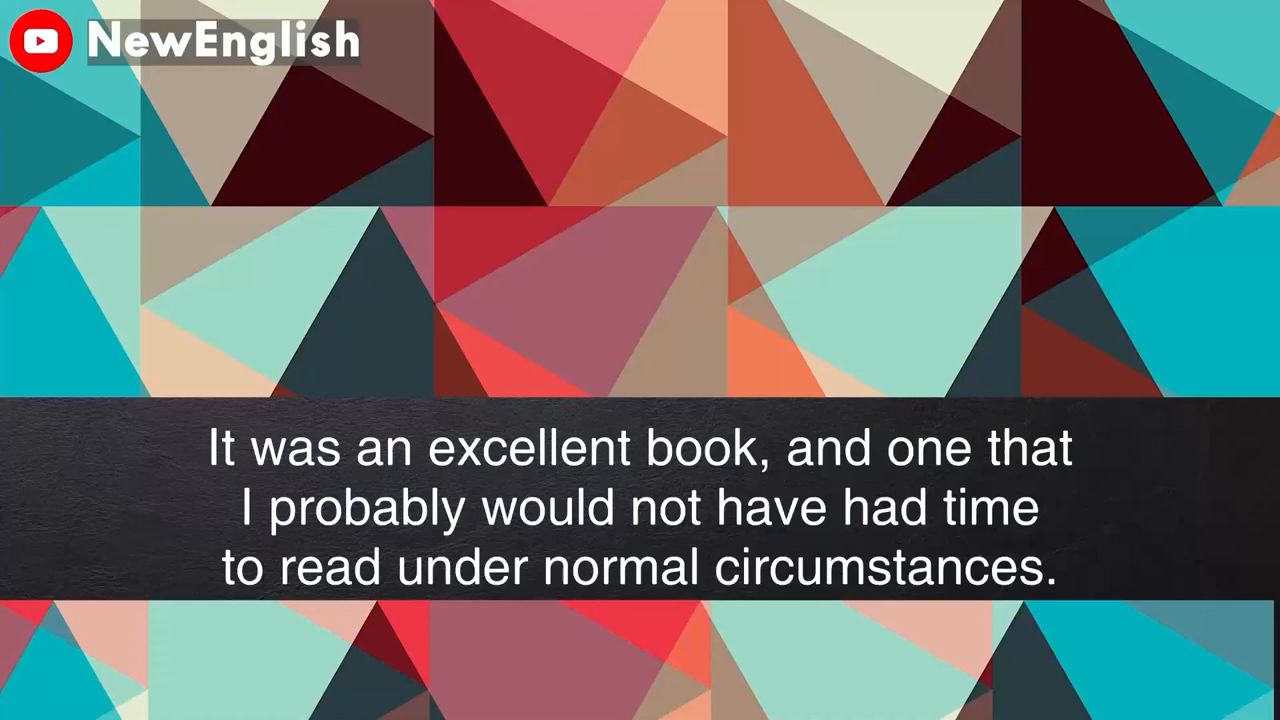 NewEnglish
It was an excellent book, and one that
I probably would not have had time
to read under normal circumstances.